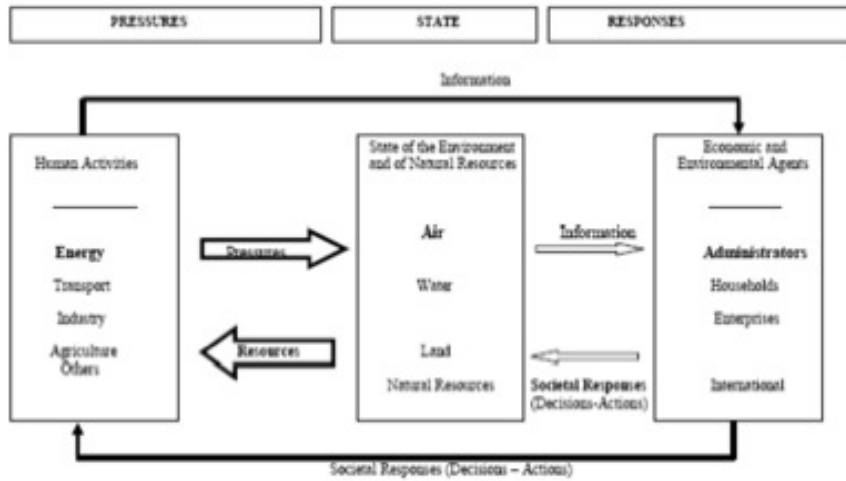 PRESSURES
STATE
RESPONSES
Information
Human Activities
Energy
Transport
Industry
Agriculture
Others
Pressures
Resources
State of the Environment
and of Natural Resources
Air
Water
Land
Natural Resources
Information
Societal Responses
(Decisions-Actions)
Economic and
Environmental Agents
Administrators
Households
Enterprises
International
Societal Responses (Decisions – Actions)